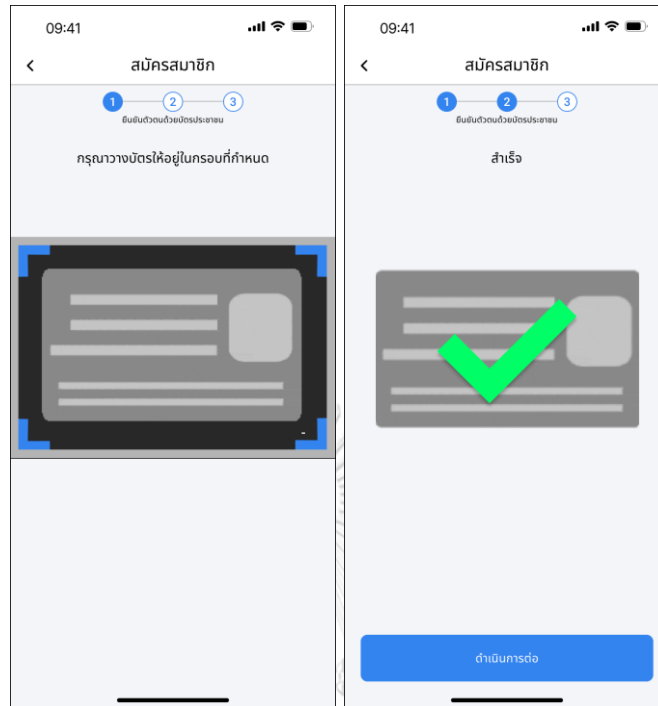 09:41
สมัครสมาชิก
1 2 3
ยืนยันตัวตนด้วยบัตรประชาชน
กรุณาวางบัตรให้อยู่ในกรอบที่กำหนด
09:41
สมัครสมาชิก
1 2 3
ยืนยันตัวตนด้วยบัตรประชาชน
สำเร็จ
ดำเนินการต่อ